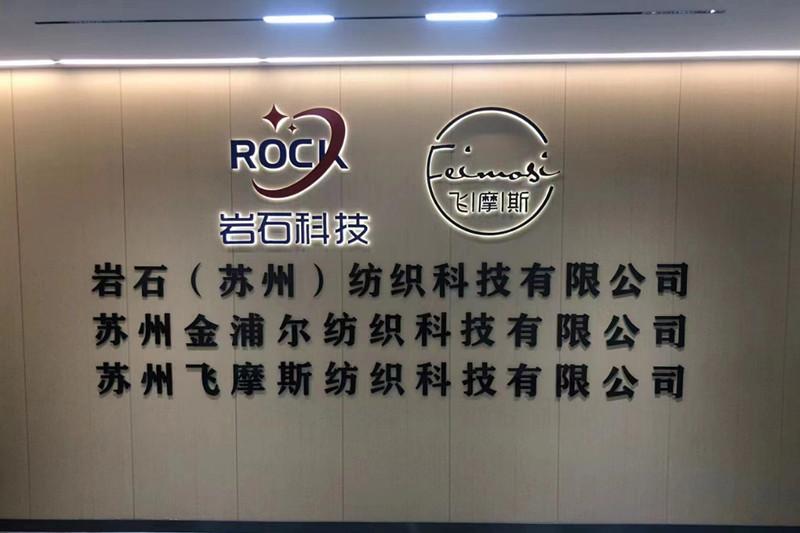 ROCK
岩石科技
Feimosi
飞摩斯
岩石（苏州）纺织科技有限公司
苏州金浦尔纺织科技有限公司
苏州飞摩斯纺织科技有限公司